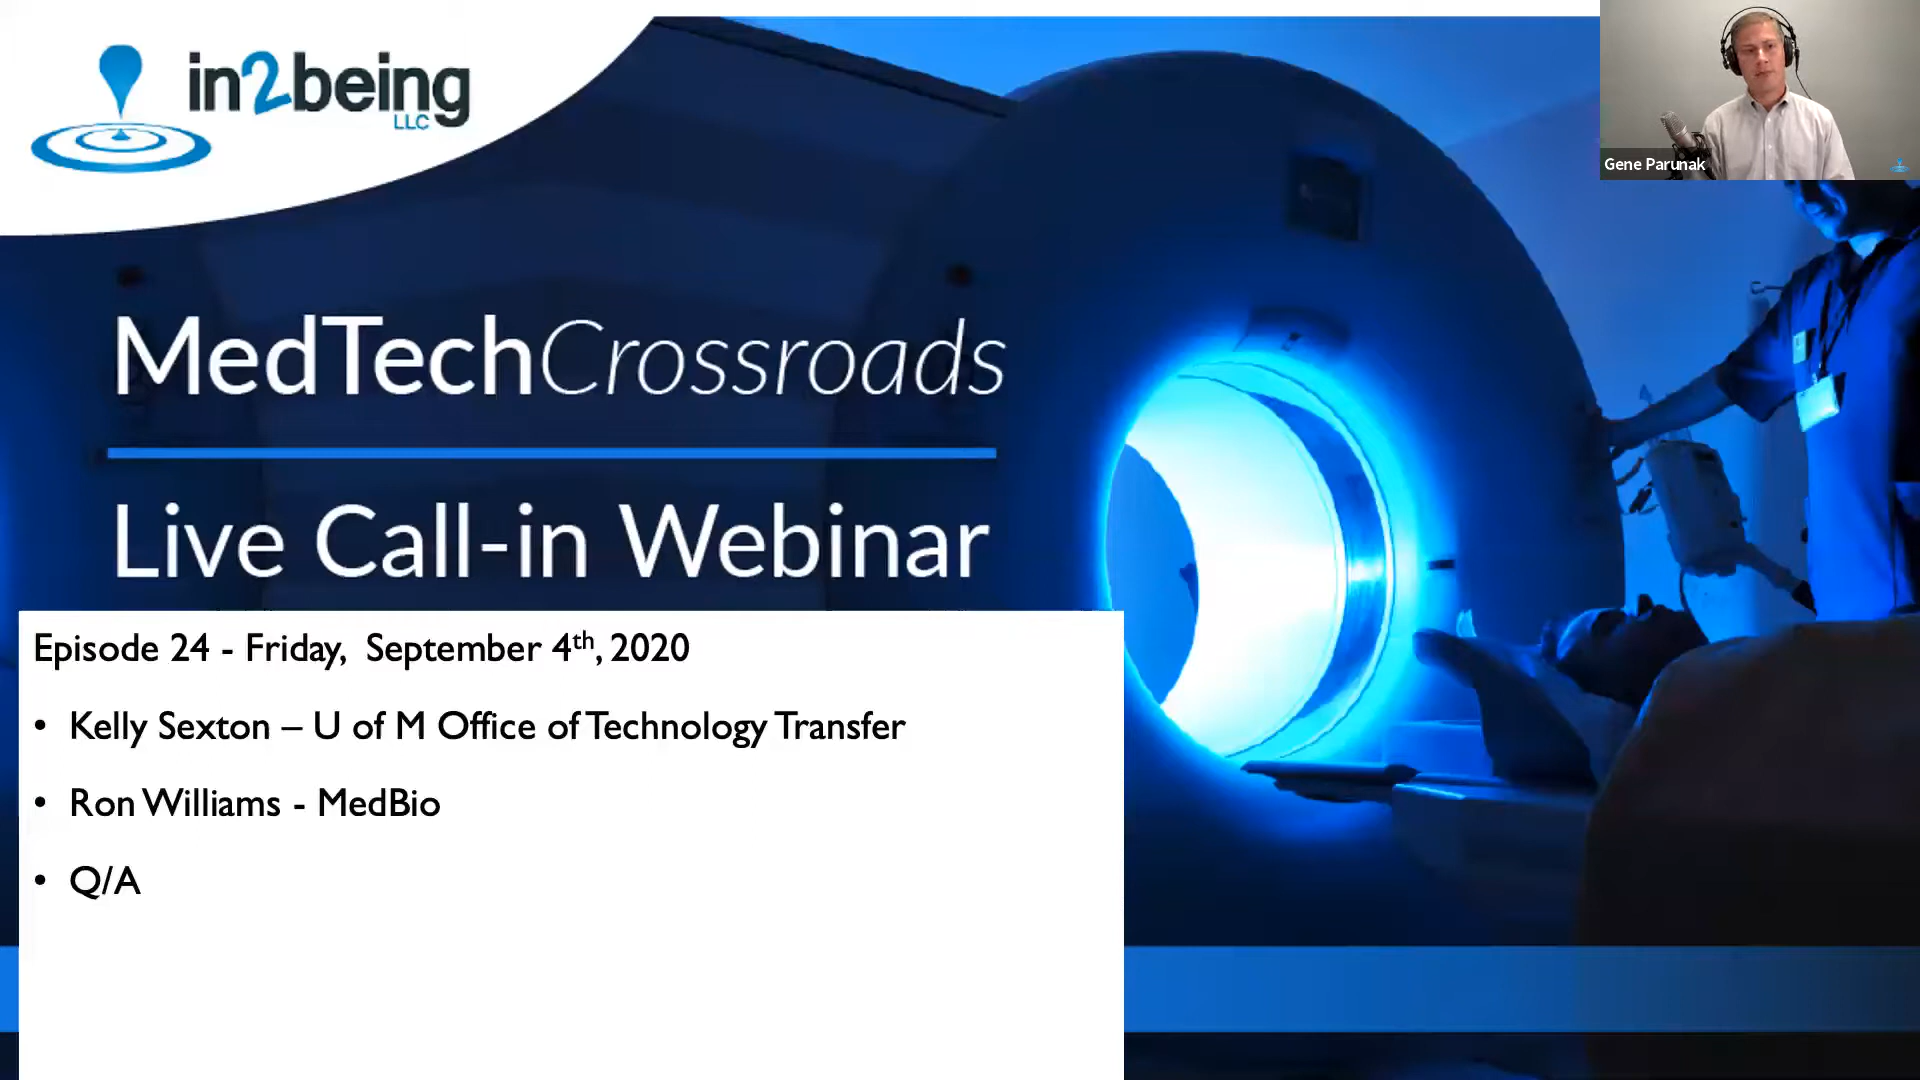 in2being
LLC
Gene Parunak
MedTechCrossroads
Live Call-in Webinar
Episode 24 - Friday, September 4th, 2020
• Kelly Sexton – U of M Office of Technology Transfer
• Ron Williams - MedBio
• Q/A